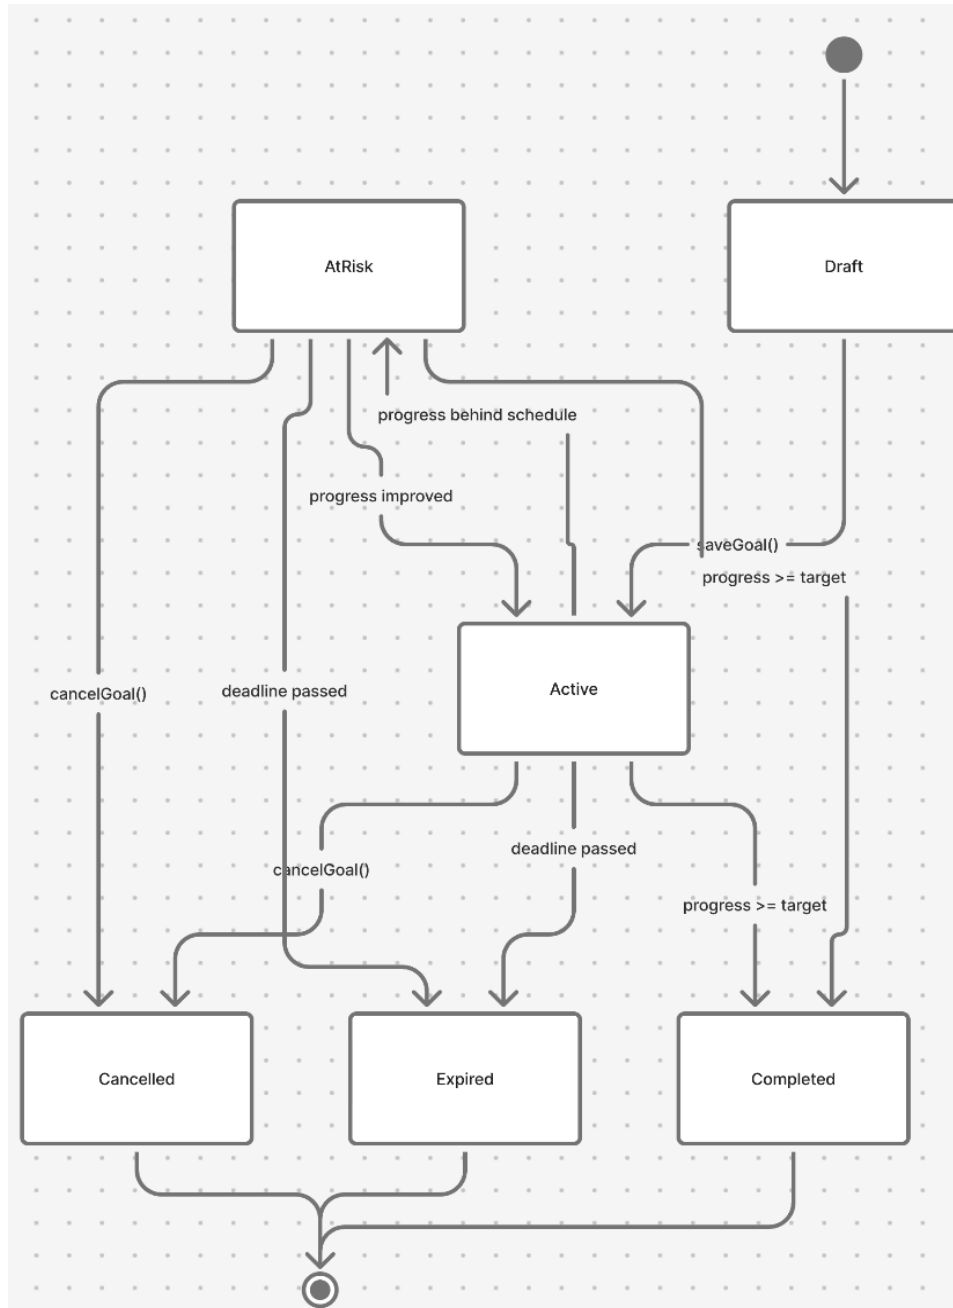 AtRisk
Draft
progress behind schedule
progress improved
saveGoal()
progress >= target
Active
cancelGoal()
deadline passed
deadline passed
cancelGoal()
progress >= target
Cancelled
Expired
Completed